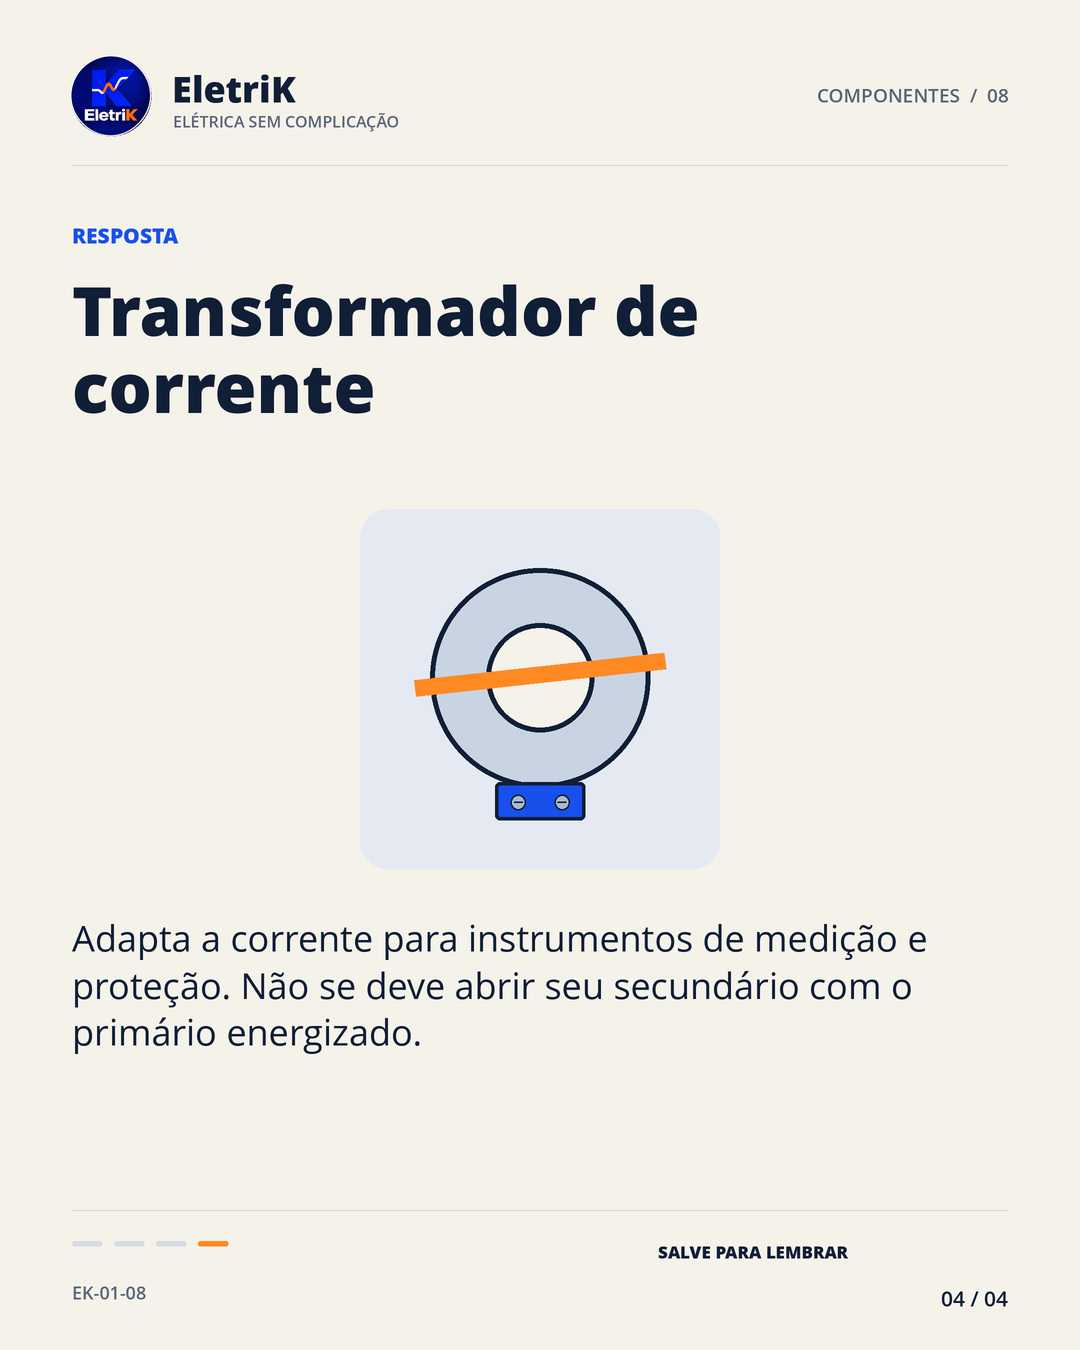 EletriK
EletriK
ELÉTRICA SEM COMPLICAÇÃO
COMPONENTES / 08
RESPOSTA
Transformador de
corrente
Adapta a corrente para instrumentos de medição e
proteção. Não se deve abrir seu secundário com o
primário energizado.
SALVE PARA LEMBRAR
EK-01-08
04 / 04